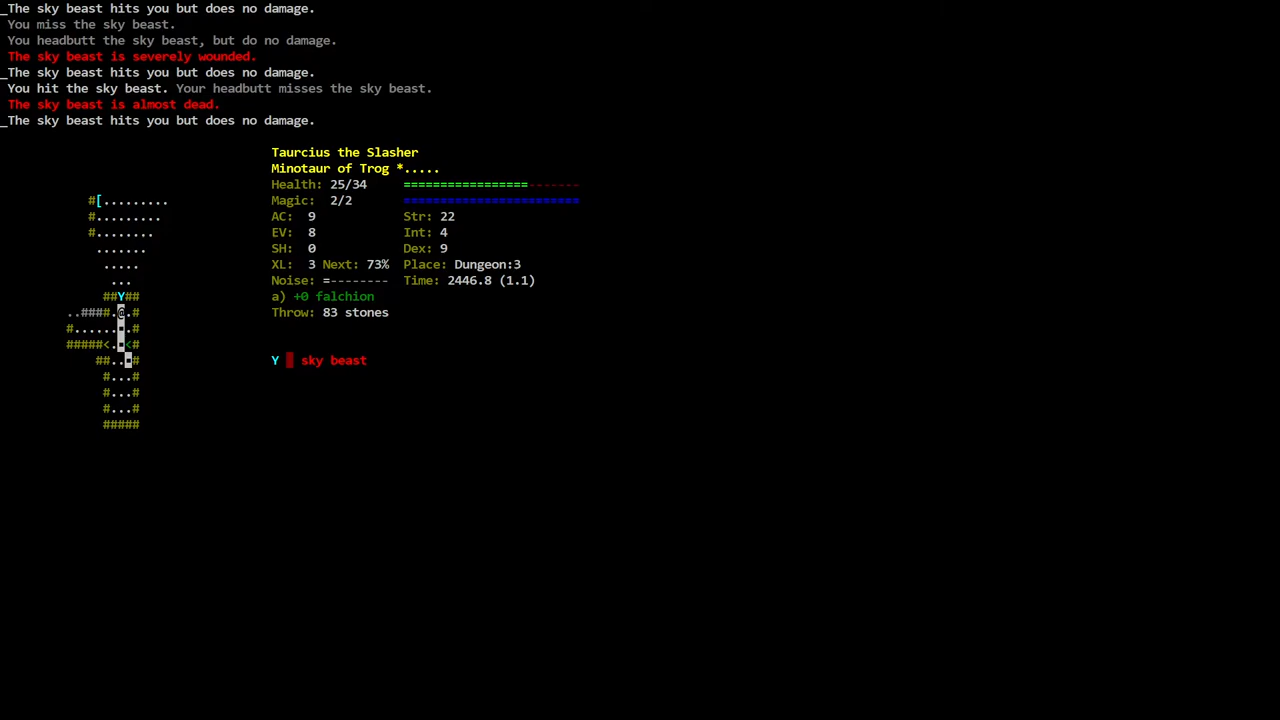 _The sky beast hits you but does no damage.
You miss the sky beast.
You headbutt the sky beast, but do no damage.
The sky beast is severely wounded.
_The sky beast hits you but does no damage.
You hit the sky beast. Your headbutt misses the sky beast.
The sky beast is almost dead.
_The sky beast hits you but does no damage.
Taurcius the Slasher
Minotaur of Trog *.....
Health: 25/34 =================-------
#[.........
Magic: 2/2 ========================
#.........
AC: 9 Str: 22
#........
EV: 8 Int: 4
.......
SH: 0 Dex: 9
.....
XL: 3 Next: 73% Place: Dungeon:3
...
Noise: =-------- Time: 2446.8 (1.1)
##Y##
a) +0 falchion
..####.@.#
Throw: 83 stones
#.......#
#####<..<#
##...#
Y sky beast
#...#
#...#
#...#
#####